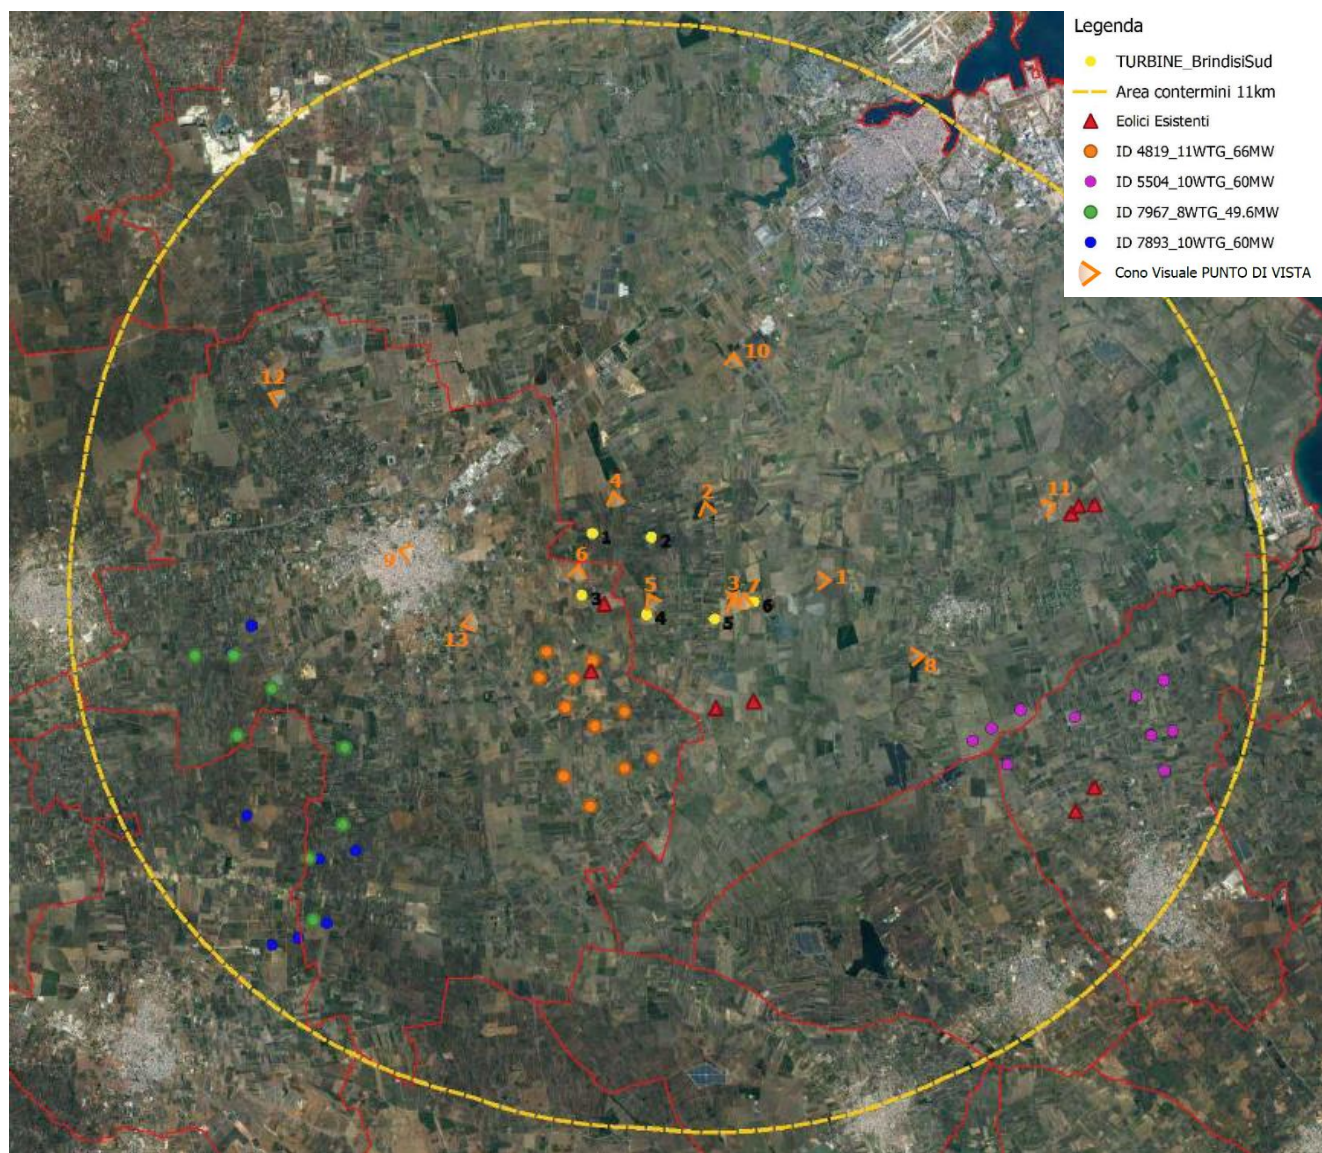 Legenda
TURBINE_BrindisiSud
Area contermini 11km
Eolici Esistenti
ID 4819_11WTG_66MW
ID 5504_10WTG_60MW
ID 7967_8WTG_49.6MW
ID 7893_10WTG_60MW
Cono Visuale PUNTO DI VISTA
10
12
4
2
11
1
2
9
6
5
3
7
1
3
4
5
6
13
8